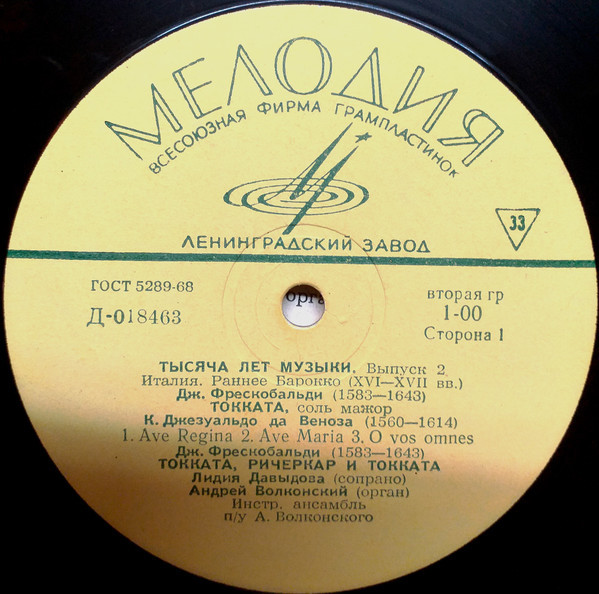 МЕЛОДИЯ
ВСЕСОЮЗНАЯ ФИРМА ГРАМПЛАСТИНОК
33
ЛЕНИНГРАДСКИЙ ЗАВОД
ГОСТ 5289-68
орга
вторая гр
Д-018463
1-00
Сторона 1
ТЫСЯЧА ЛЕТ МУЗЫКИ. Выпуск 2
Италия. Раннее Барокко (XVI—XVII вв.)
Дж. Фрескобальди (1583—1643)
ТОККАТА, соль мажор
К. Джезуальдо да Веноза (1560—1614)
1. Ave Regina 2. Ave Maria 3. O vos omnes
Дж. Фрескобальди (1583—1643)
ТОККАТА, РИЧЕРКАР И ТОККАТА
Лидия Давыдова (сопрано)
Андрей Волконский (орган)
Инстр. ансамбль
п/у А. Волконского